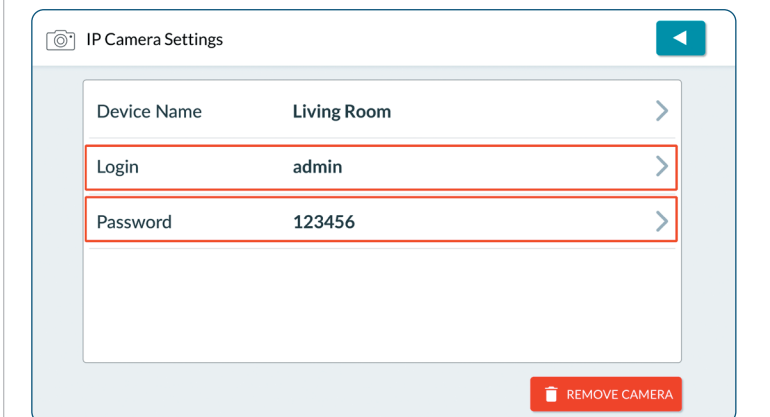 IP Camera Settings
Device Name Living Room
Login admin
Password 123456
REMOVE CAMERA